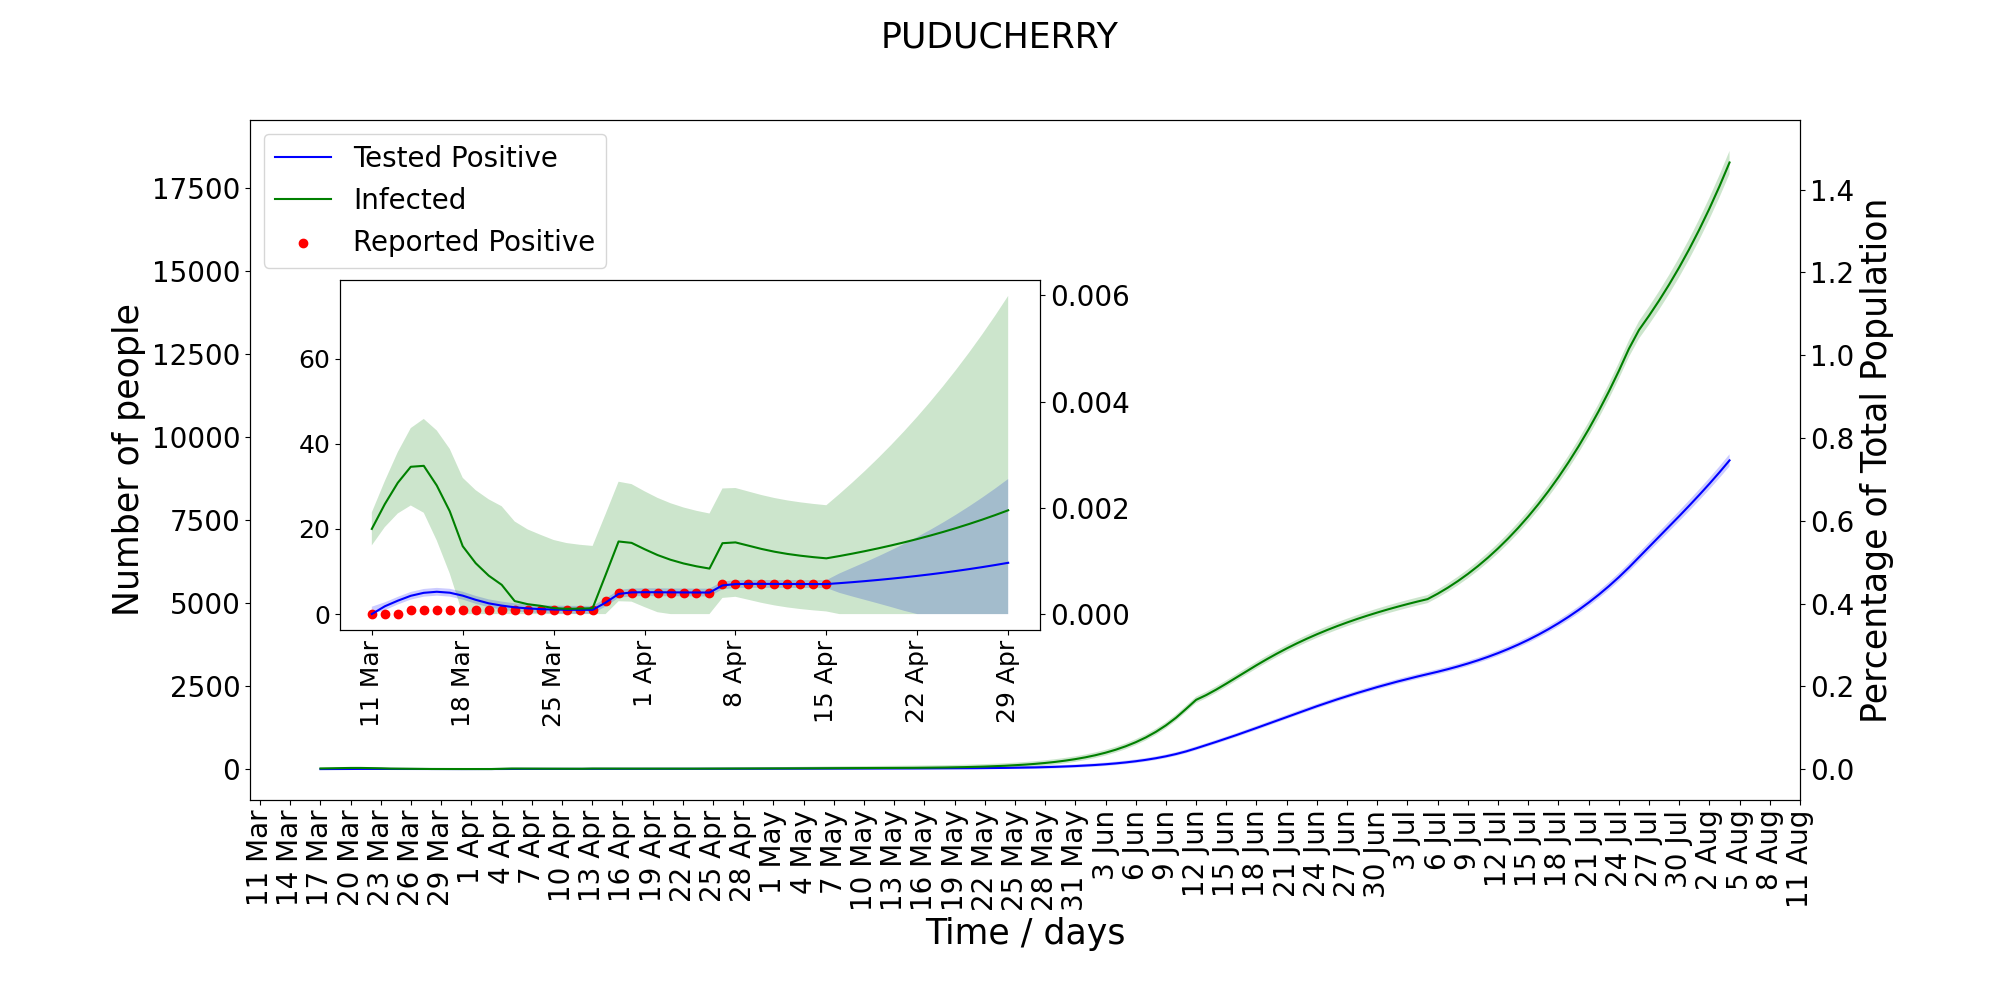 PUDUCHERRY
Tested Positive
Infected
Reported Positive
Number of people
17500
15000
12500
10000
7500
5000
2500
0
Percentage of Total Population
1.4
1.2
1.0
0.8
0.6
0.4
0.2
0.0
60
40
20
0
0.006
0.004
0.002
0.000
11 Mar
18 Mar
25 Mar
1 Apr
8 Apr
15 Apr
22 Apr
29 Apr
11 Mar
14 Mar
17 Mar
20 Mar
23 Mar
26 Mar
29 Mar
1 Apr
4 Apr
7 Apr
10 Apr
13 Apr
16 Apr
19 Apr
22 Apr
25 Apr
28 Apr
1 May
4 May
7 May
10 May
13 May
16 May
19 May
22 May
25 May
28 May
31 May
3 Jun
6 Jun
9 Jun
12 Jun
15 Jun
18 Jun
21 Jun
24 Jun
27 Jun
30 Jun
3 Jul
6 Jul
9 Jul
12 Jul
15 Jul
18 Jul
21 Jul
24 Jul
27 Jul
30 Jul
2 Aug
5 Aug
8 Aug
11 Aug
Time / days